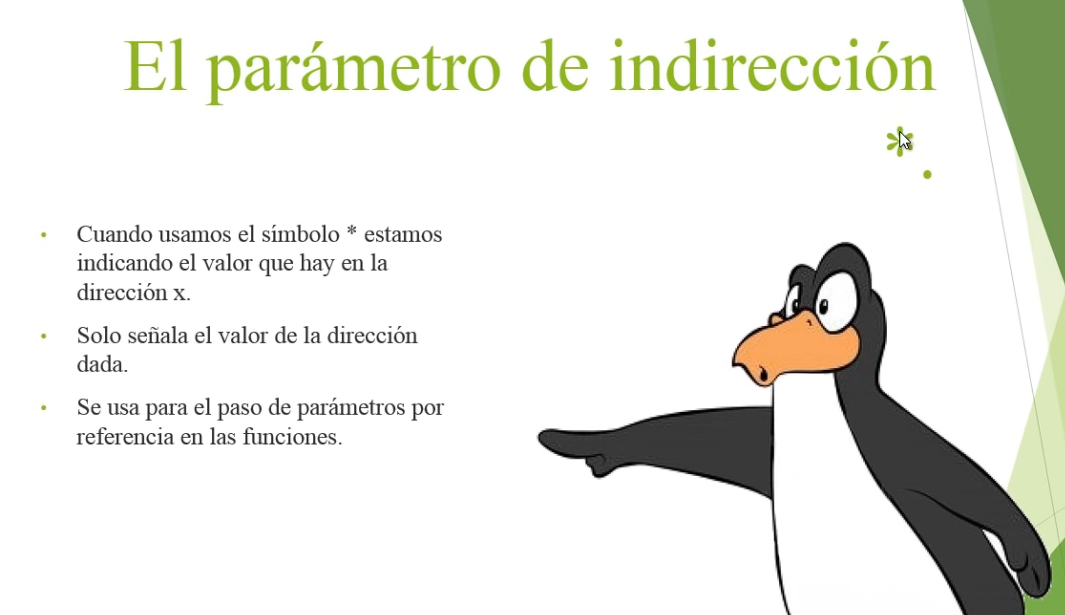 El parámetro de indirección
*.
• Cuando usamos el símbolo * estamos
indicando el valor que hay en la
dirección x.
• Solo señala el valor de la dirección
dada.
• Se usa para el paso de parámetros por
referencia en las funciones.